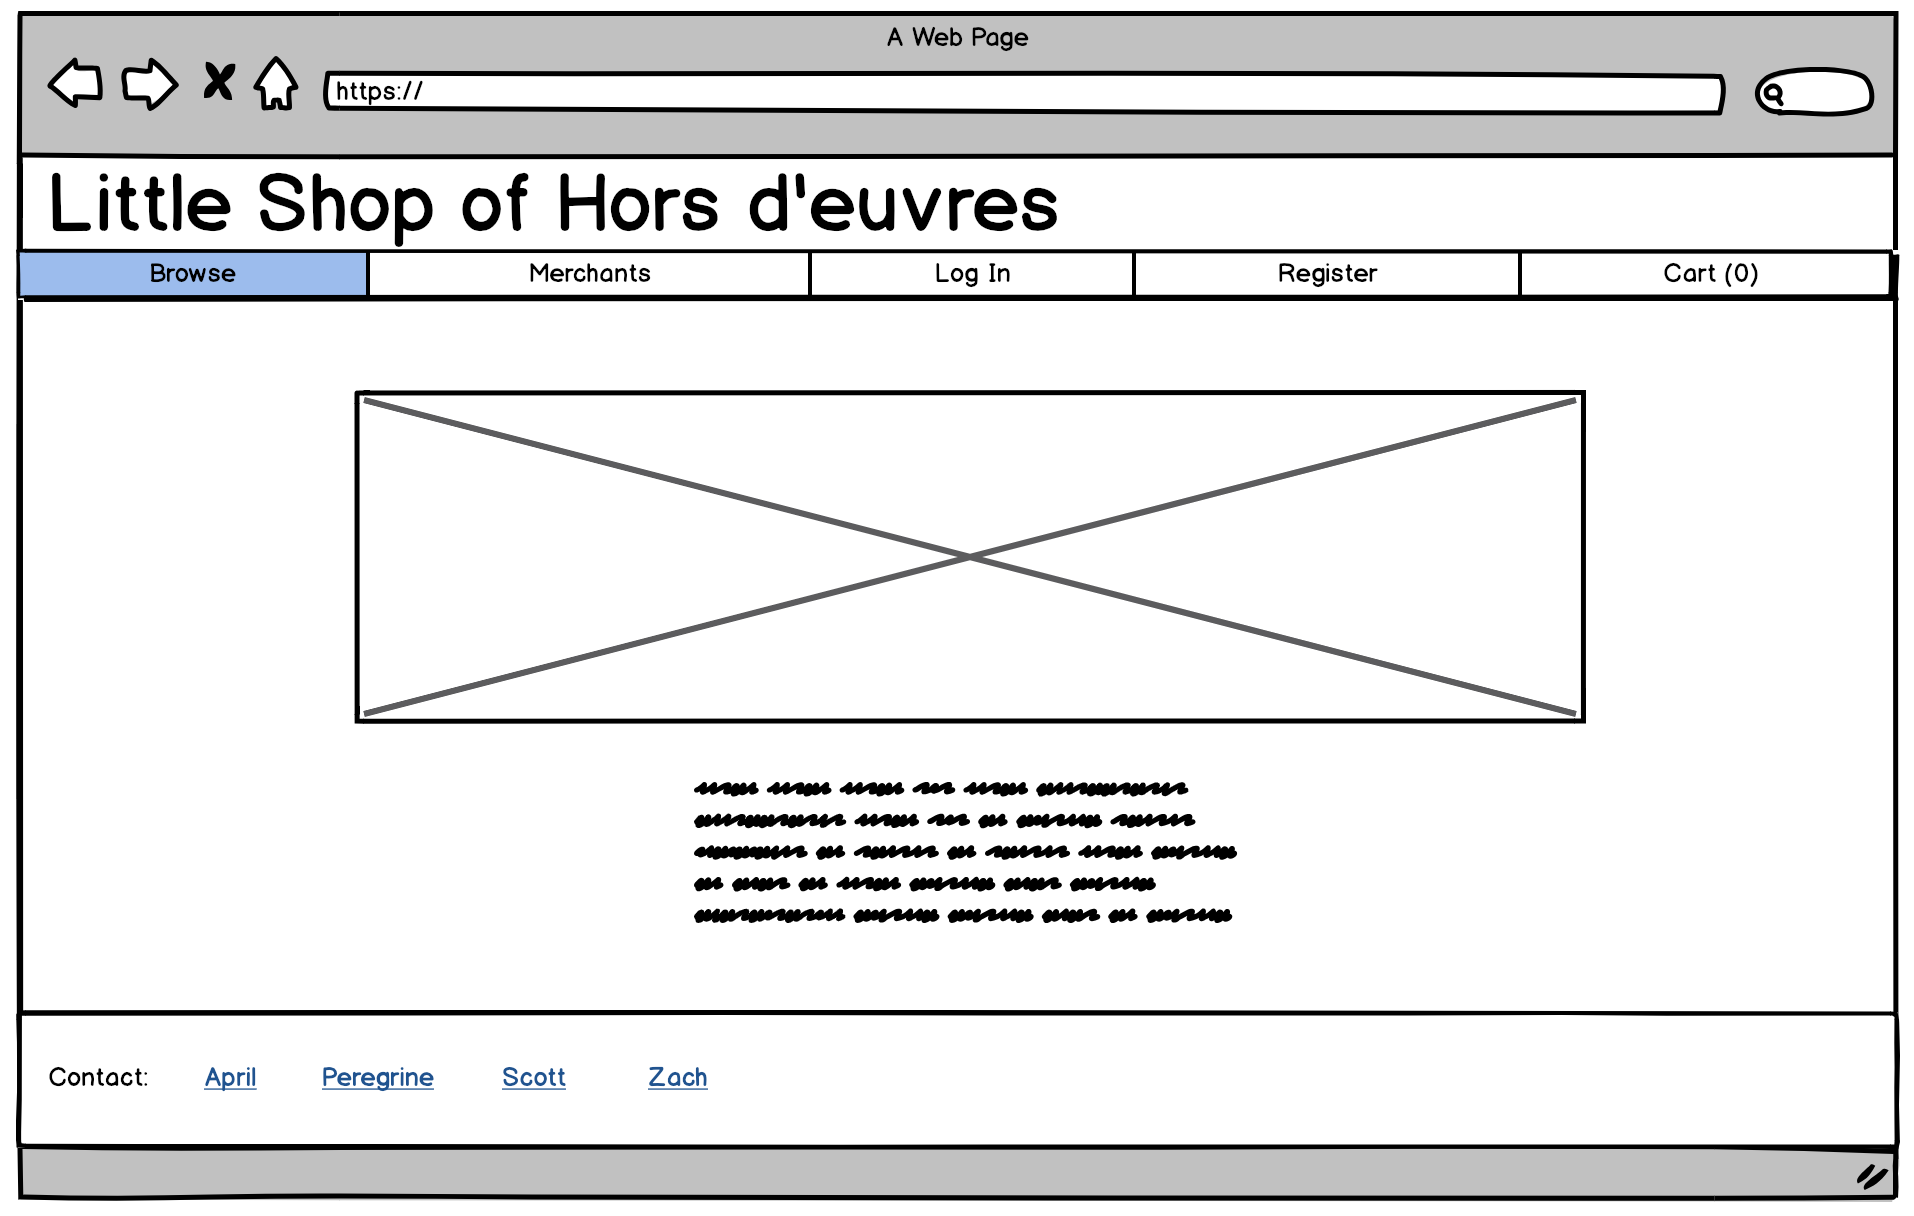 A Web Page
https://
Little Shop of Hors d'euvres
Browse Merchants Log In Register Cart (0)
Contact: April Peregrine Scott Zach